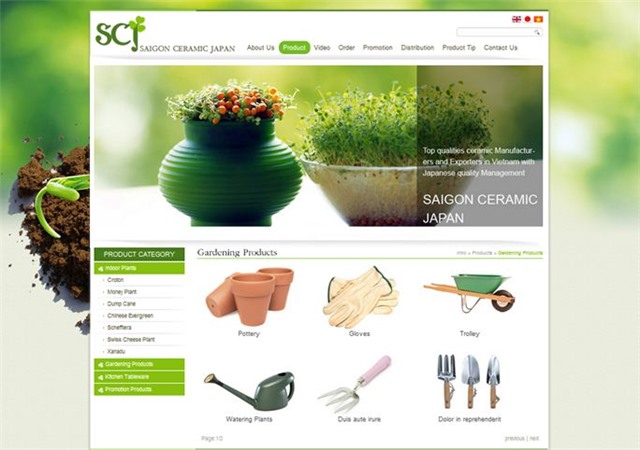 SCJ
SAIGON CERAMIC JAPAN
About Us Product Video Order Promotion Distribution Product Tip Contact Us
Top qualities ceramic Manufactur-
ers and Exporters in Vietnam with
Japanese quality Management
SAIGON CERAMIC
JAPAN
PRODUCT CATEGORY
Indoor Plants
Croton
Money Plant
Dump Cane
Chinese Evergreen
Schefflera
Swiss Cheese Plant
Xanadu
Gardening Products
Kitchen Tableware
Promotion Products
Gardening Products
» Products » Gardening Products
Pottery Gloves Trolley
Watering Plants Duis aute irure Dolor in reprehenderit
Page 1/3 previous | next